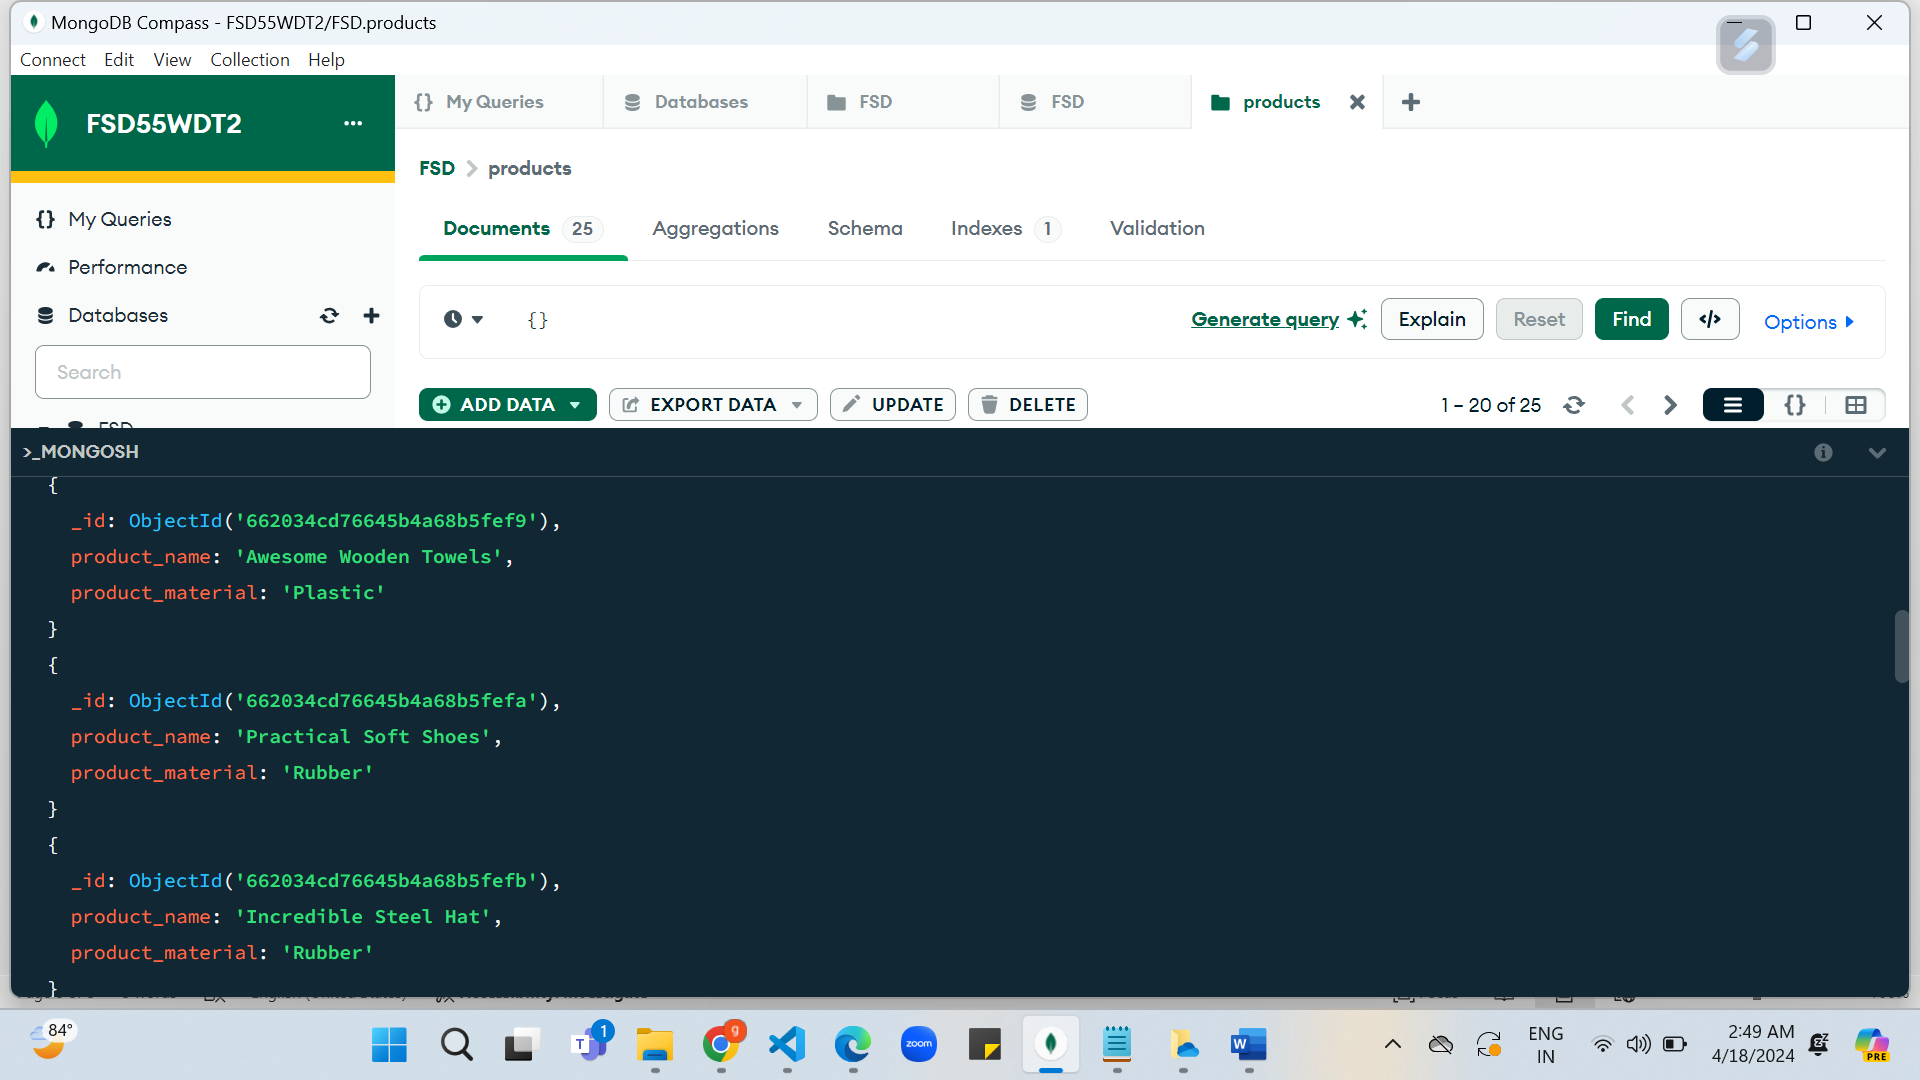 MongoDB Compass - FSD55WDT2/FSD.products
Connect Edit View Collection Help
FSD55WDT2 ...
{} My Queries Databases FSD FSD products
FSD > products
Documents 25 Aggregations Schema Indexes 1 Validation
{} My Queries
Performance
Databases
Search
FSD
{} Generate query Explain Reset Find </> Options
ADD DATA EXPORT DATA UPDATE DELETE 1 – 20 of 25 {}
>_MONGOSH
{
_id: ObjectId('662034cd76645b4a68b5fef9'),
product_name: 'Awesome Wooden Towels',
product_material: 'Plastic'
}
{
_id: ObjectId('662034cd76645b4a68b5fefa'),
product_name: 'Practical Soft Shoes',
product_material: 'Rubber'
}
{
_id: ObjectId('662034cd76645b4a68b5fefb'),
product_name: 'Incredible Steel Hat',
product_material: 'Rubber'
}
84°
T 1 g zoom W
ENG
IN
2:49 AM
4/18/2024
PRE